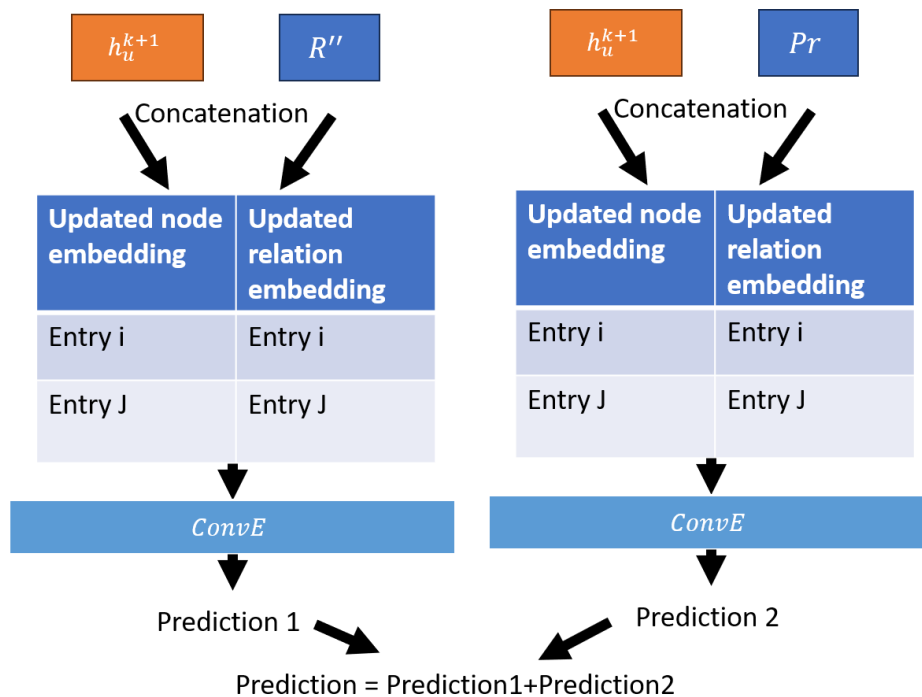 h_u^{k+1}
R''
Concatenation
Updated node
embedding
Updated
relation
embedding
Entry i
Entry i
Entry J
Entry J
ConvE
Prediction 1
h_u^{k+1}
Pr
Concatenation
Updated node
embedding
Updated
relation
embedding
Entry i
Entry i
Entry J
Entry J
ConvE
Prediction 2
Prediction = Prediction1+Prediction2